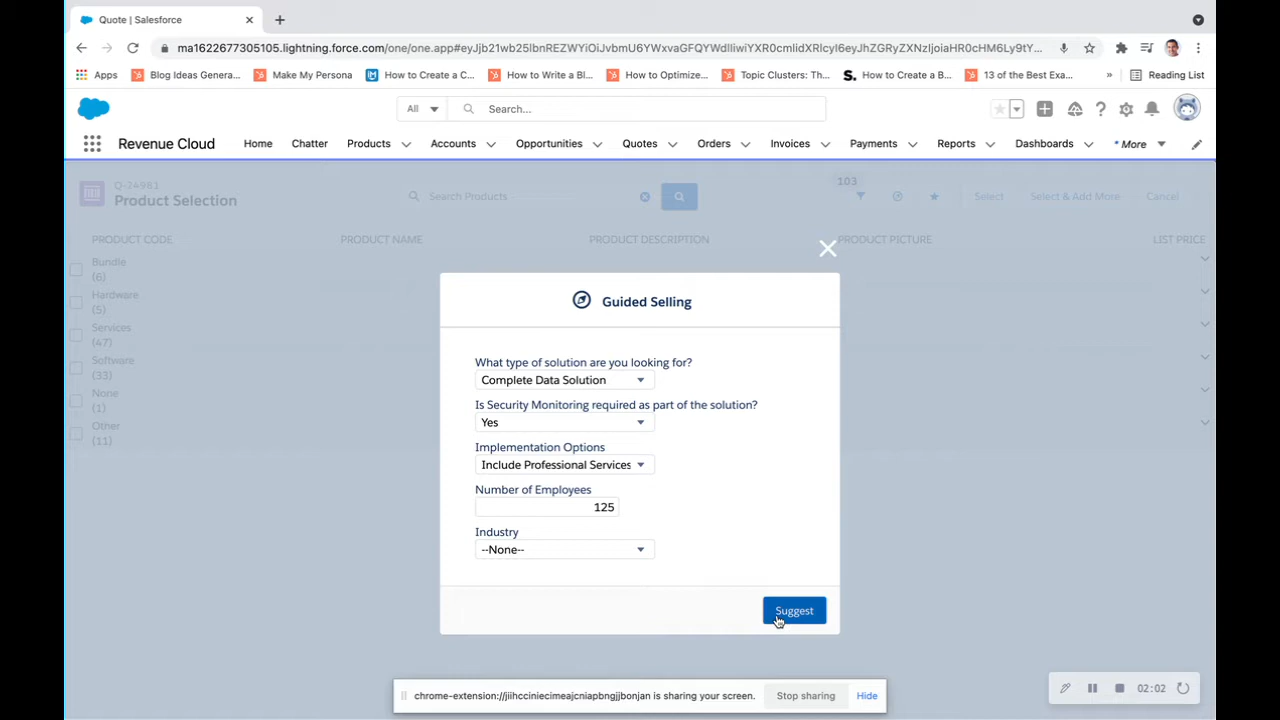 Quote | Salesforce
ma1622677305105.lightning.force.com/one/one.app#eyJjb21wb25lbnREZWYiOiJvbmU6YWxvaGFQYWdlIiwiYXR0cmlidXRlcyI6eyJhZGRyZXNzIjoiaHR0cHM6Ly9tY...
Apps Blog Ideas Genera... Make My Persona How to Create a C... How to Write a Bl... How to Optimize... Topic Clusters: Th... How to Create a B... 13 of the Best Exa... » Reading List
All Search...
Revenue Cloud Home Chatter Products Accounts Opportunities Quotes Orders Invoices Payments Reports Dashboards * More
Q-24981
Product Selection
Search Products
103
Select Select & Add More Cancel
PRODUCT CODE PRODUCT NAME PRODUCT DESCRIPTION PRODUCT PICTURE LIST PRICE
Bundle
(6)
Hardware
(5)
Services
(47)
Software
(33)
None
(1)
Other
(11)
Guided Selling
What type of solution are you looking for?
Complete Data Solution
Is Security Monitoring required as part of the solution?
Yes
Implementation Options
Include Professional Services
Number of Employees
125
Industry
--None--
Suggest
chrome-extension://jiihcciniecimeajcniapbngjjbonjan is sharing your screen. Stop sharing Hide
02:02